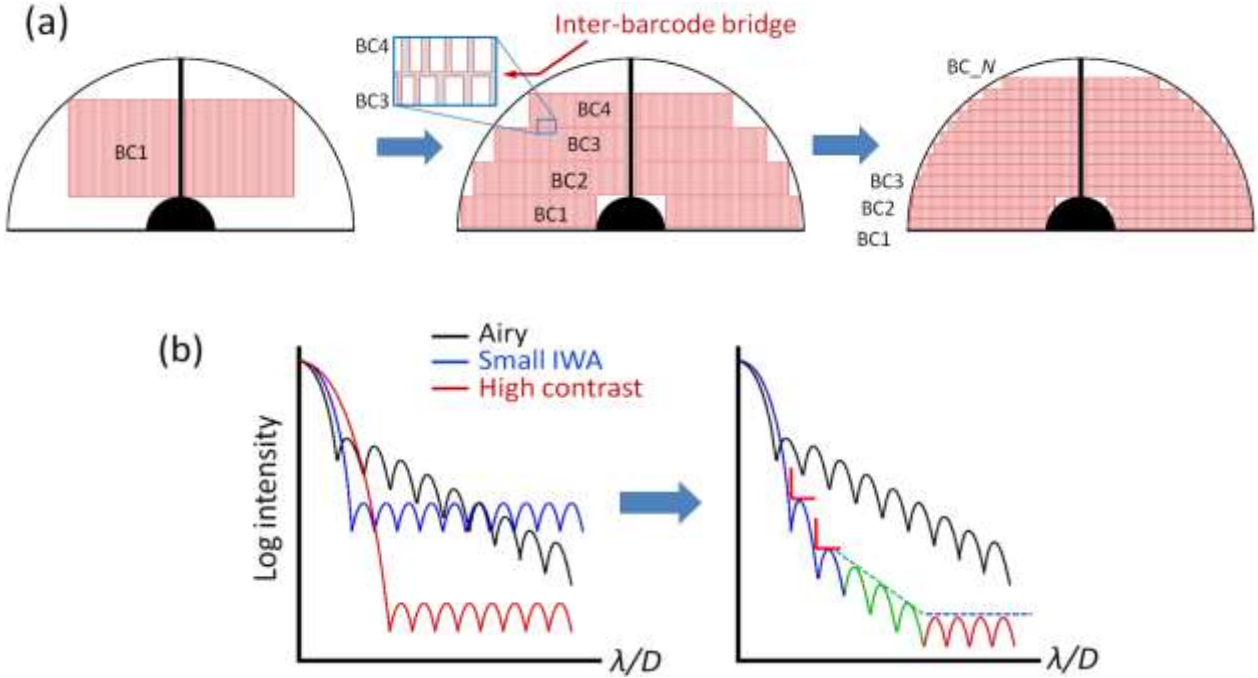 (a)
BC4
BC3
Inter-barcode bridge
BC1
BC4
BC3
BC2
BC1
BC_N
BC3
BC2
BC1
(b)
Airy
Small IWA
High contrast
Log intensity
λ/D
λ/D